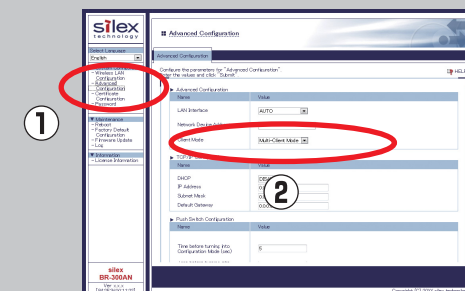 silex
technology
Select Language
English
- Wireless LAN
Configuration
- Advanced
Configuration
- Certificate
Configuration
- Password
▼ Maintenance
- Reboot
- Factory Default
Configuration
- Firmware Update
- Log
▼ Information
- License Information
silex
BR-300AN
Advanced Configuration
Advanced Configuration
Configure the parameters for "Advanced Configuration".
Enter the values and click "Submit"
HEL
▶ Advanced Configuration
Name Value
LAN Interface AUTO
Network Device
Client Mode Multi-Client Mode
▶ TCP/IP
Name Value
DHCP
IP Address
Subnet Mask
Default Gateway
▶ Push Switch Configuration
Name Value
Time before turning into
Configuration Mode (sec) 5
①
②